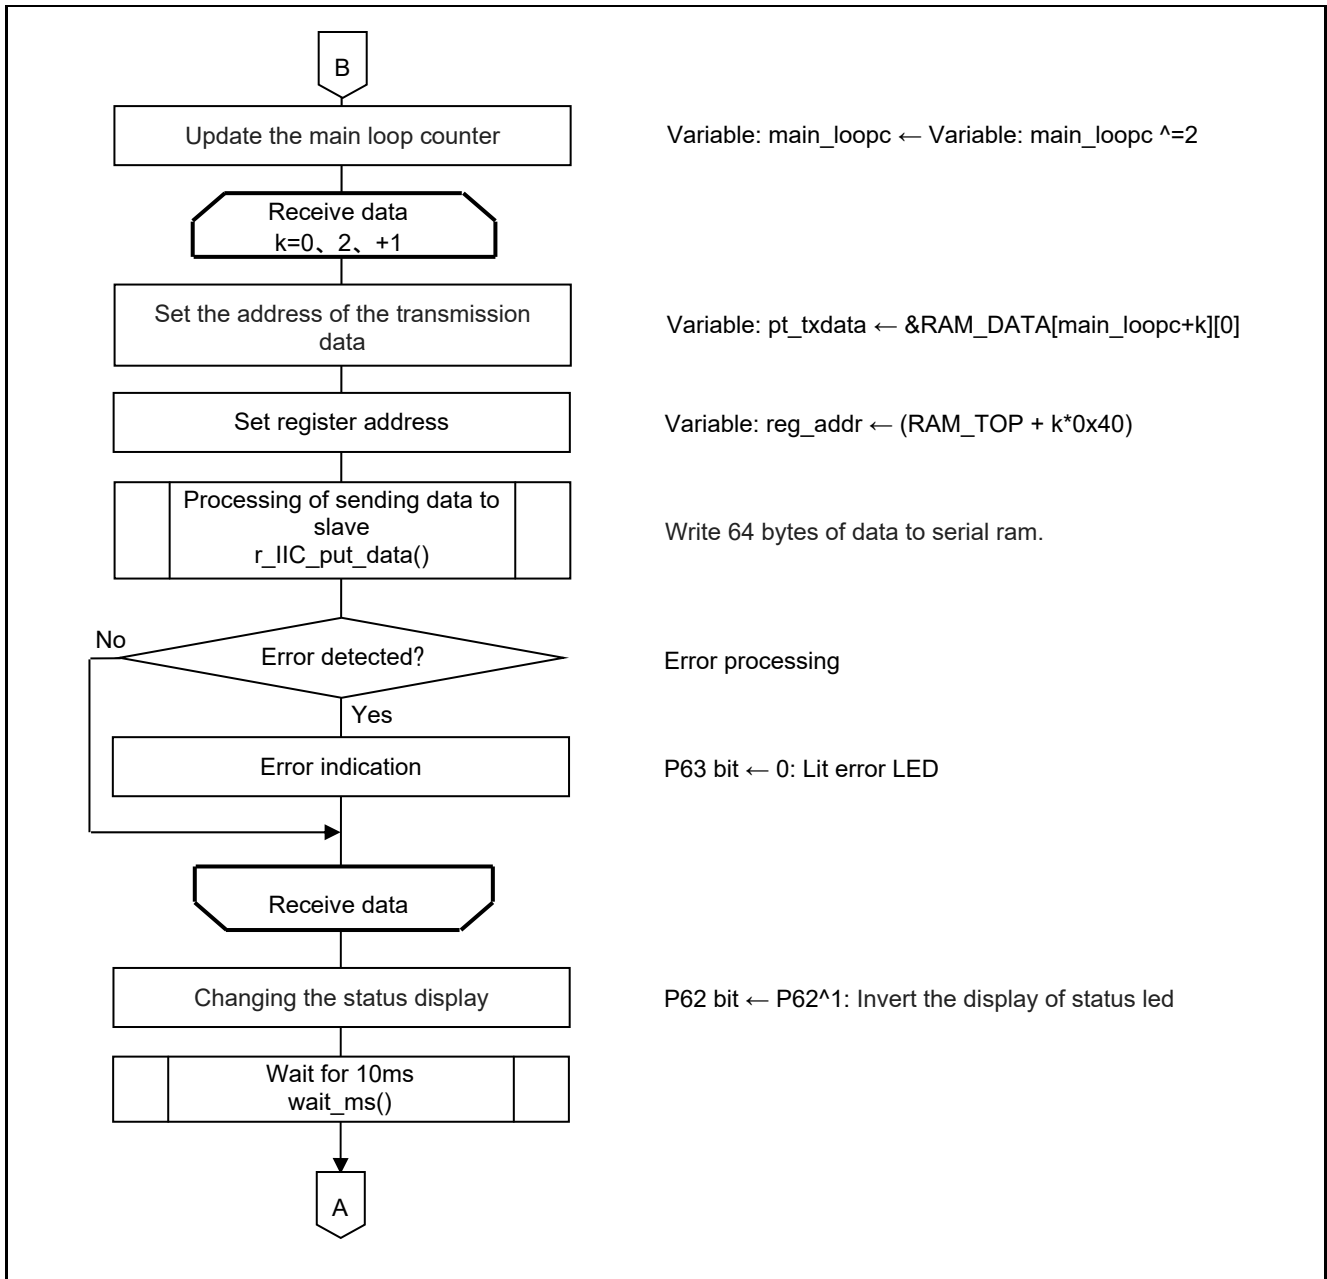 B
Update the main loop counter
Variable: main_loopc ← Variable: main_loopc ^=2
Receive data
k=0、2、+1
Set the address of the transmission
data
Variable: pt_txdata ← &RAM_DATA[main_loopc+k][0]
Set register address
Variable: reg_addr ← (RAM_TOP + k*0x40)
Processing of sending data to
slave
r_IIC_put_data()
Write 64 bytes of data to serial ram.
No
Error detected?
Error processing
Yes
Error indication
P63 bit ← 0: Lit error LED
Receive data
Changing the status display
P62 bit ← P62^1: Invert the display of status led
Wait for 10ms
wait_ms()
A